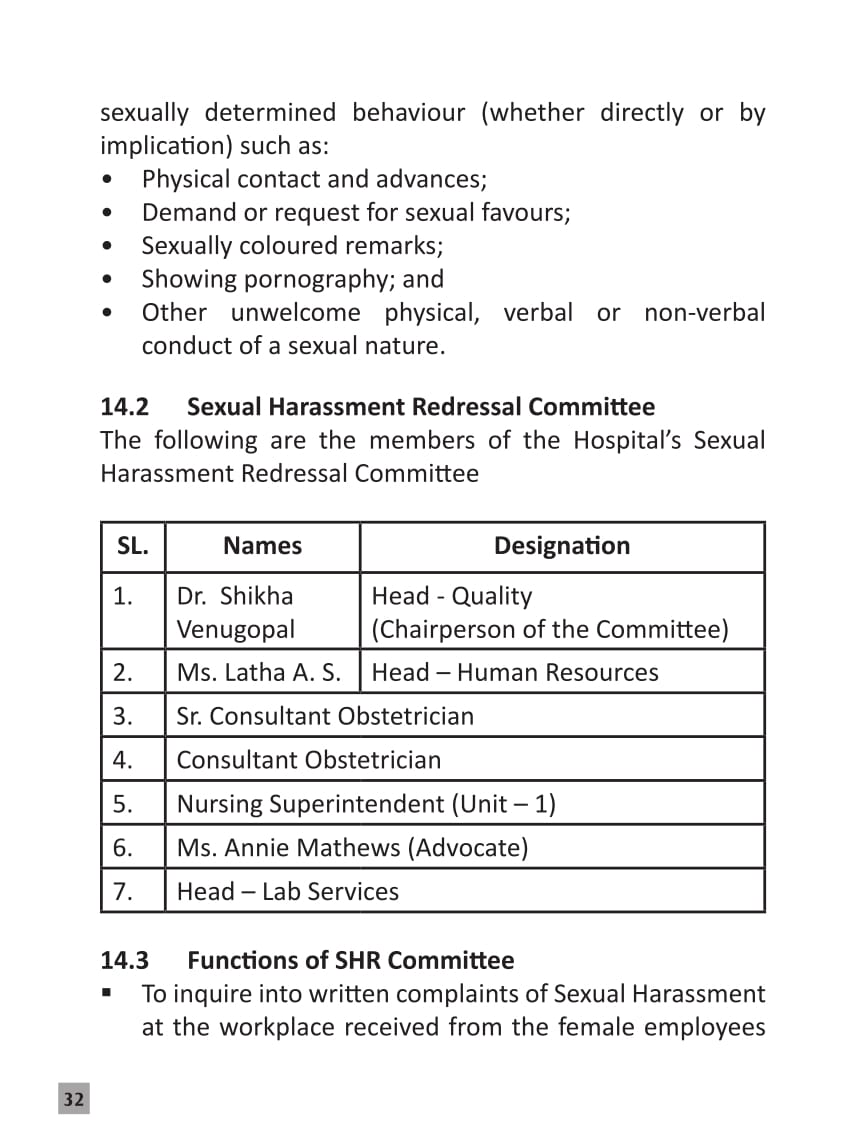 sexually determined behaviour (whether directly or by
implication) such as:
• Physical contact and advances;
• Demand or request for sexual favours;
• Sexually coloured remarks;
• Showing pornography; and
• Other unwelcome physical, verbal or non-verbal
conduct of a sexual nature.
14.2 Sexual Harassment Redressal Committee
The following are the members of the Hospital’s Sexual
Harassment Redressal Committee
SL. Names Designation
1. Dr. Shikha Head - Quality
Venugopal (Chairperson of the Committee)
2. Ms. Latha A. S. Head – Human Resources
3. Sr. Consultant Obstetrician
4. Consultant Obstetrician
5. Nursing Superintendent (Unit – 1)
6. Ms. Annie Mathews (Advocate)
7. Head – Lab Services
14.3 Functions of SHR Committee
▪ To inquire into written complaints of Sexual Harassment
at the workplace received from the female employees
32